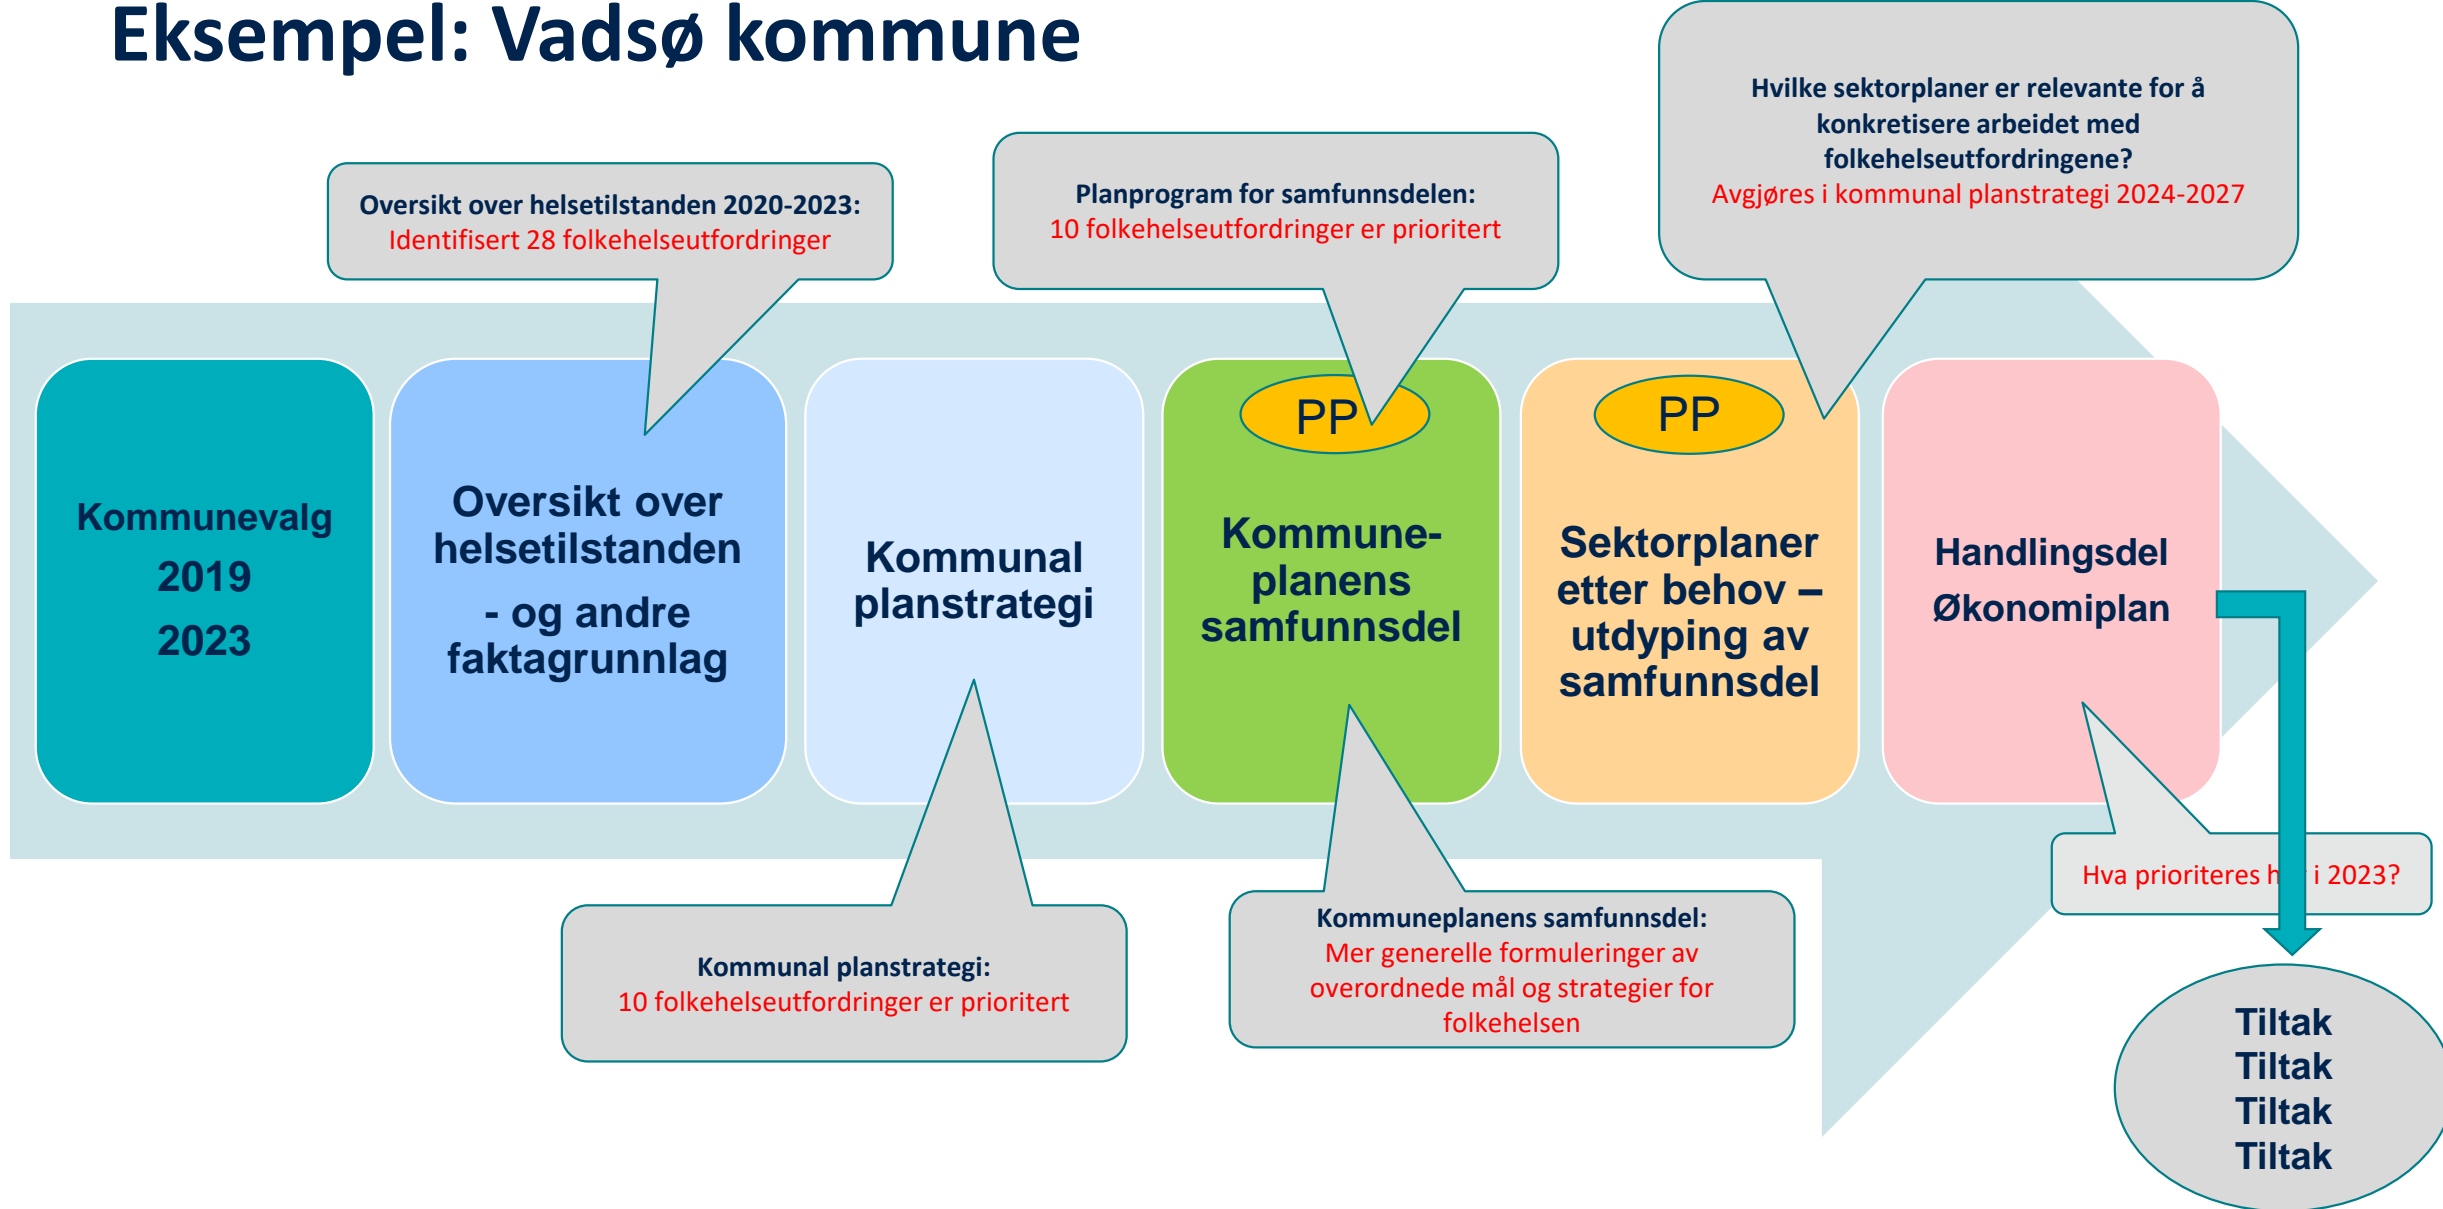 Eksempel: Vadsø kommune
Hvilke sektorplaner er relevante for å
konkretisere arbeidet med
folkehelseutfordringene?
Avgjøres i kommunal planstrategi 2024-2027
Oversikt over helsetilstanden 2020-2023:
Identifisert 28 folkehelseutfordringer
Planprogram for samfunnsdelen:
10 folkehelseutfordringer er prioritert
Kommunevalg
2019
2023
Oversikt over
helsetilstanden
- og andre
faktagrunnlag
Kommunal
planstrategi
PP
Kommune-
planens
samfunnsdel
PP
Sektorplaner
etter behov –
utdyping av
samfunnsdel
Handlingsdel
Økonomiplan
Hva prioriteres i 2023?
Kommunal planstrategi:
10 folkehelseutfordringer er prioritert
Kommuneplanens samfunnsdel:
Mer generelle formuleringer av
overordnede mål og strategier for
folkehelsen
Tiltak
Tiltak
Tiltak
Tiltak